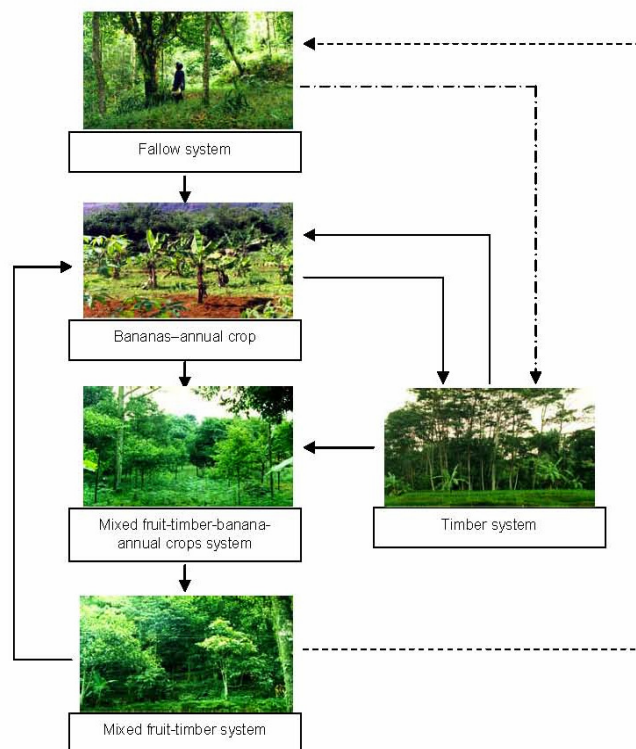 Fallow system
Bananas–annual crop
Mixed fruit-timber-banana-
annual crops system
Timber system
Mixed fruit-timber system